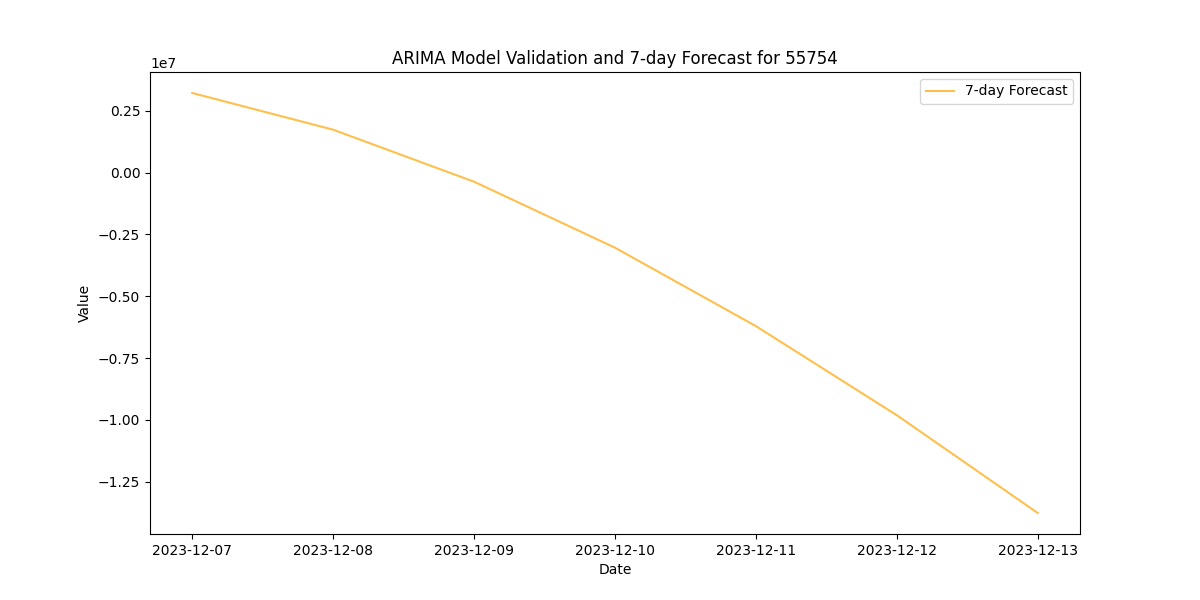 ARIMA Model Validation and 7-day Forecast for 55754
1e7
7-day Forecast
0.25
0.00
−0.25
−0.50
−0.75
−1.00
−1.25
Value
2023-12-07 2023-12-08 2023-12-09 2023-12-10 2023-12-11 2023-12-12 2023-12-13
Date